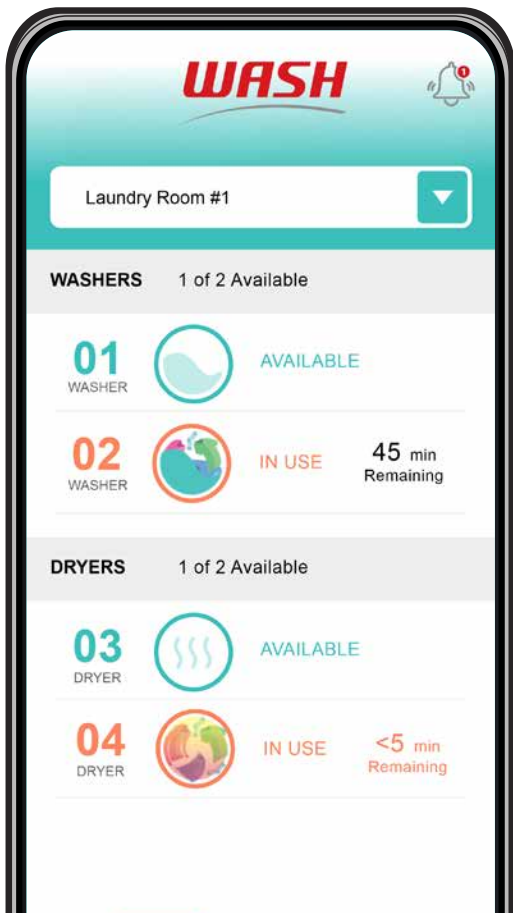 WASH
1
Laundry Room #1
WASHERS 1 of 2 Available
01
WASHER
AVAILABLE
02
WASHER
IN USE
45 min
Remaining
DRYERS 1 of 2 Available
03
DRYER
AVAILABLE
04
DRYER
IN USE
<5 min
Remaining